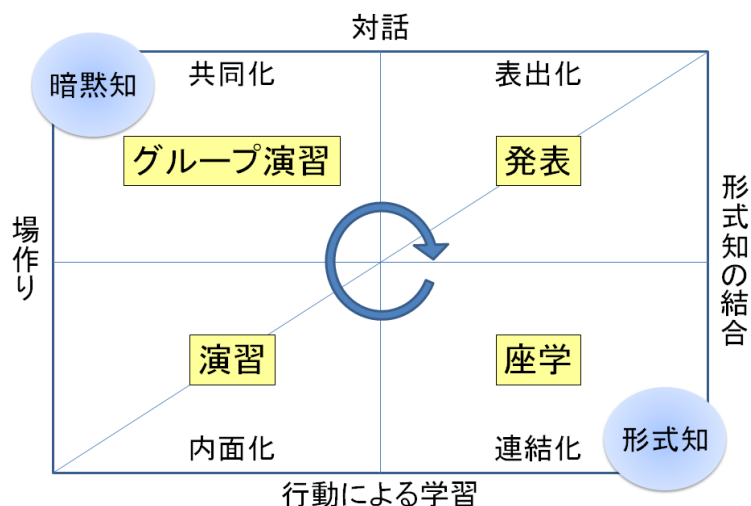 対話
暗黙知
共同化
表出化
グループ演習
発表
場作り
形式知の結合
演習
座学
内面化
連結化
形式知
行動による学習